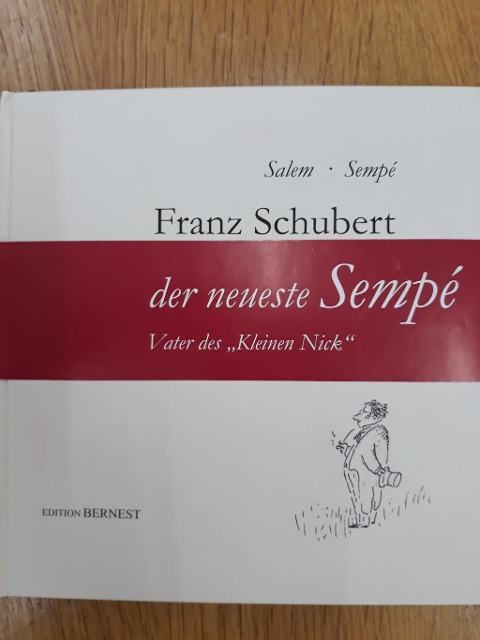 Salem · Sempé
Franz Schubert
der neueste Sempé
Vater des „Kleinen Nick“
EDITION BERNEST